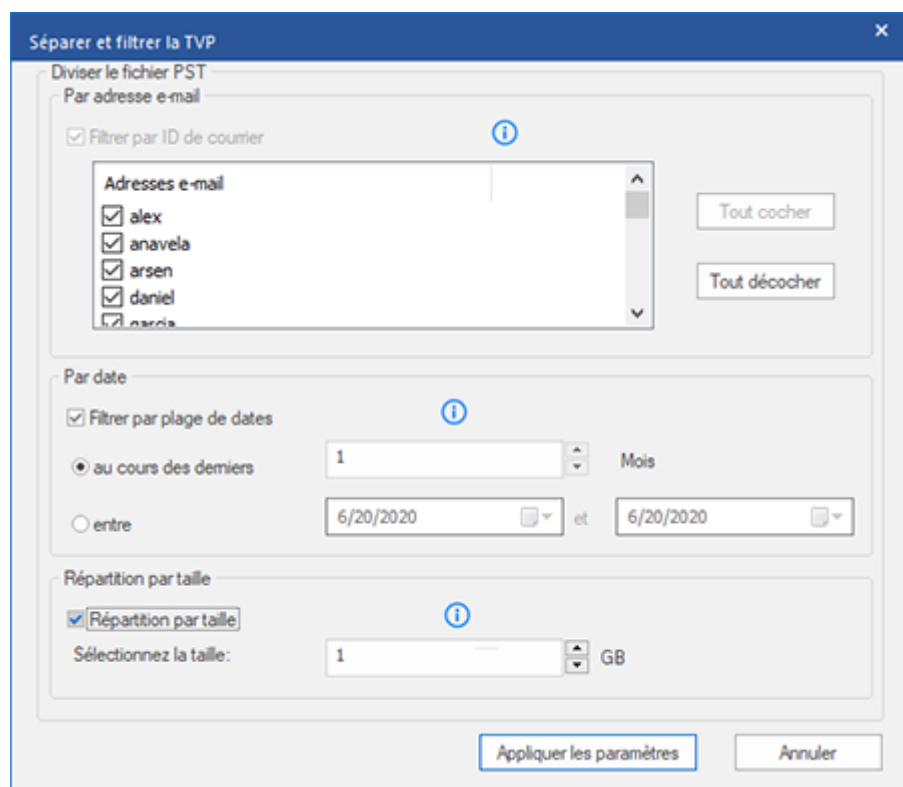 Séparer et filtrer la TVP
Diviser le fichier PST
Par adresse e-mail
Filtrer par ID de courrier
Adresses e-mail
alex
anavela
arsen
daniel
garcia
Tout cocher
Tout décocher
Par date
Filtrer par plage de dates
au cours des derniers
1
Mois
entre
6/20/2020
et
6/20/2020
Répartition par taille
Répartition par taille
Sélectionnez la taille:
1
GB
Appliquer les paramètres
Annuler